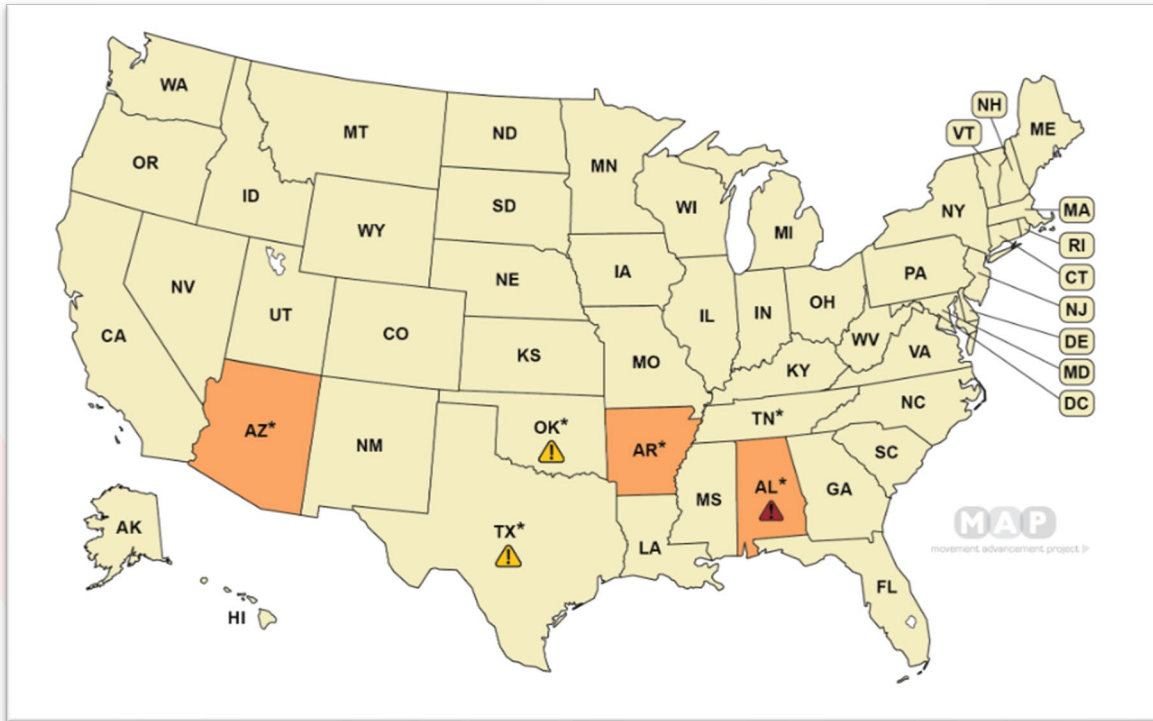 WA
MT
ND
MN
OR
ID
SD
WI
WY
MI
NH
VT
ME
NY
MA
RI
CT
NJ
DE
MD
DC
NE
IA
PA
NV
UT
CO
IL
IN
OH
WV
VA
CA
KS
MO
KY
NC
TN*
AZ*
NM
OK*
AR*
SC
MS
AL*
GA
TX*
LA
AK
HI
FL
MAP
movement advancement project